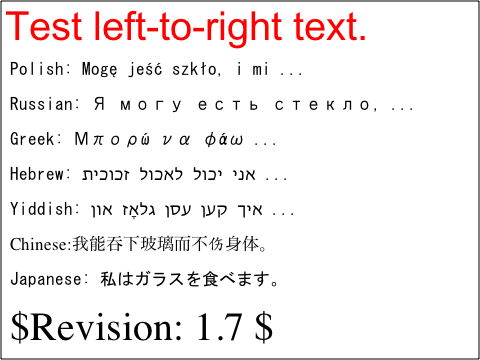 Test left-to-right text.
Polish: Mogę jeść szkło, i mi ...
Russian: Я могу есть стекло, ...
Greek: Μπορώ να φάω ...
Hebrew: אני יכול לאכול זכוכית ...
Yiddish: איך קען עסן גלאָז און ...
Chinese:我能吞下玻璃而不伤身体。
Japanese: 私はガラスを食べます。
$Revision: 1.7 $